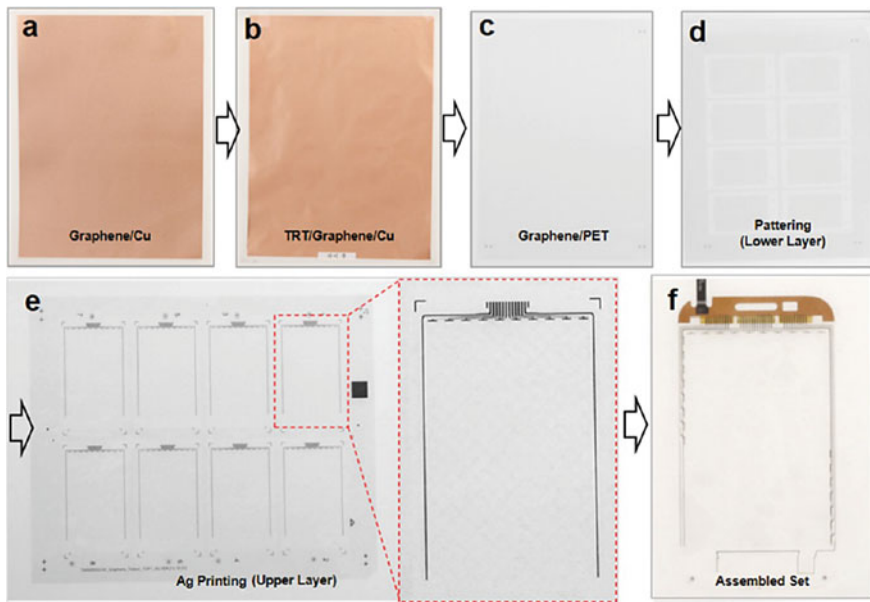 a
Graphene/Cu
b
TRT/Graphene/Cu
c
Graphene/PET
d
Pattering
(Lower Layer)
e
Ag Printing (Upper Layer)
f
Assembled Set